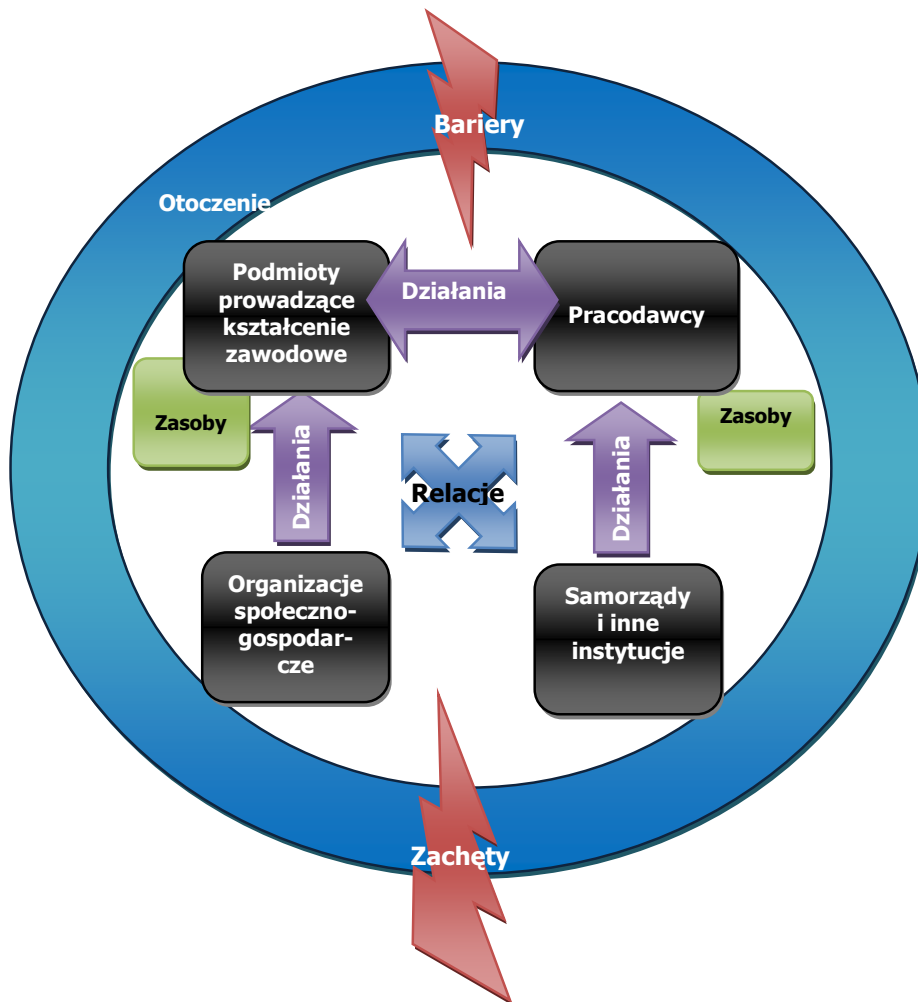 Bariery
Otoczenie
Podmioty
prowadzące
kształcenie
zawodowe
Działania
Pracodawcy
Zasoby
Zasoby
Działania
Relacje
Działania
Organizacje
społeczno-
gospodar-
cze
Samorządy
i inne
instytucje
Zachęty